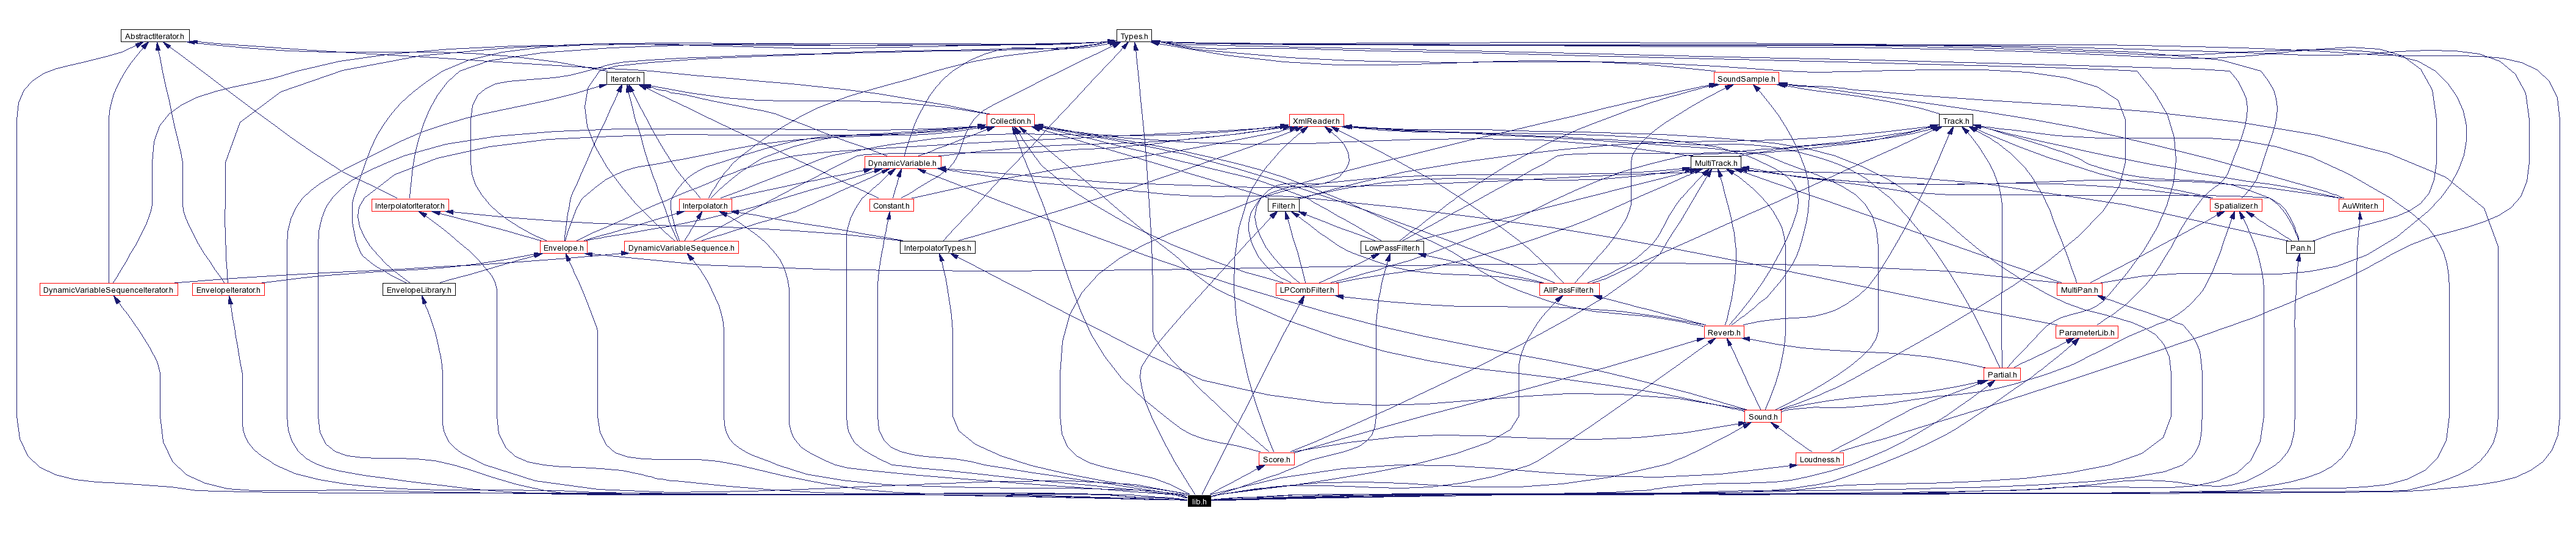 AbstractIterator.h
Types.h
Iterator.h
SoundSample.h
Collection.h
XmlReader.h
Track.h
DynamicVariable.h
MultiTrack.h
InterpolatorIterator.h
Interpolator.h
Constant.h
Filter.h
Spatializer.h
AuWriter.h
Envelope.h
DynamicVariableSequence.h
InterpolatorTypes.h
LowPassFilter.h
Pan.h
DynamicVariableSequenceIterator.h
EnvelopeIterator.h
EnvelopeLibrary.h
LPCombFilter.h
AllPassFilter.h
MultiPan.h
Reverb.h
ParameterLib.h
Partial.h
Sound.h
Score.h
Loudness.h
lib.h